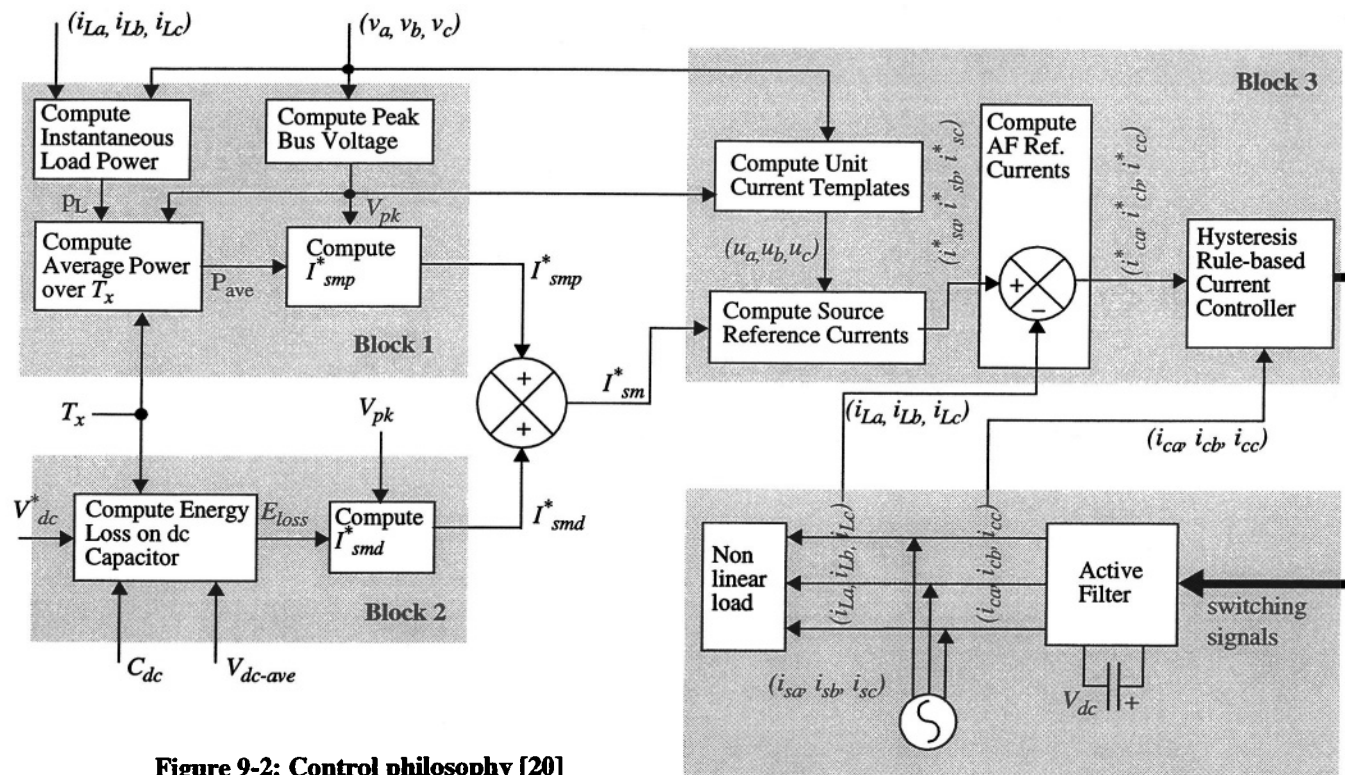 (i_La, i_Lb, i_Lc)
(v_a, v_b, v_c)
Block 3
Compute
Instantaneous
Load Power
Compute Peak
Bus Voltage
p_L
V_pk
Compute
Average Power
over T_x
P_ave
Compute
I*_smp
I*_smp
Block 1
Compute Unit
Current Templates
(u_a, u_b, u_c)
Compute Source
Reference Currents
(i*_sa, i*_sb, i*_sc)
Compute
AF Ref.
Currents
+
−
(i*_ca, i*_cb, i*_cc)
Hysteresis
Rule-based
Current
Controller
+
+
I*_sm
T_x
V_pk
V*_dc
Compute Energy
Loss on dc
Capacitor
E_loss
Compute
I*_smd
I*_smd
Block 2
C_dc
V_dc-ave
(i_La, i_Lb, i_Lc)
(i_ca, i_cb, i_cc)
Non
linear
load
(i_La, i_Lb, i_Lc)
(i_ca, i_cb, i_cc)
Active
Filter
switching
signals
(i_sa, i_sb, i_sc)
V_dc
+
Figure 9-2: Control philosophy [20]